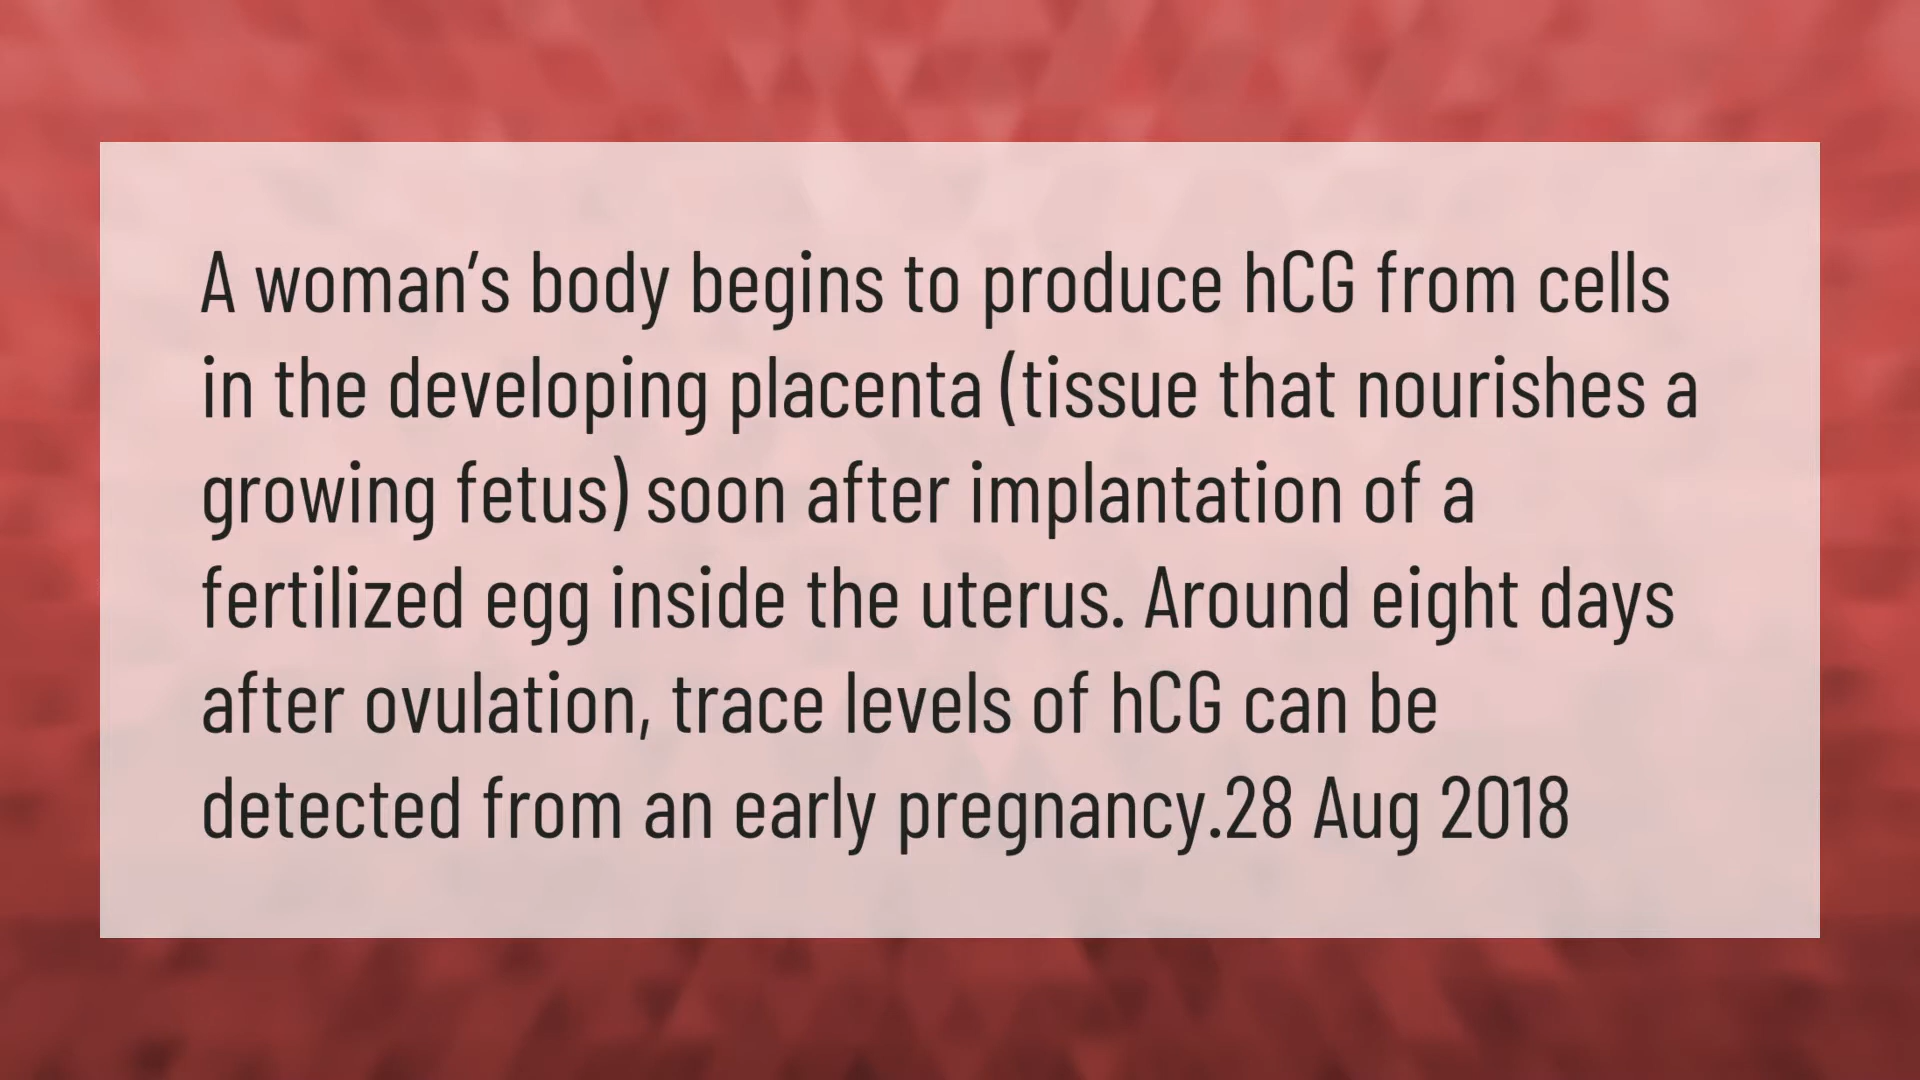 A woman’s body begins to produce hCG from cells
in the developing placenta (tissue that nourishes a
growing fetus) soon after implantation of a
fertilized egg inside the uterus. Around eight days
after ovulation, trace levels of hCG can be
detected from an early pregnancy.28 Aug 2018